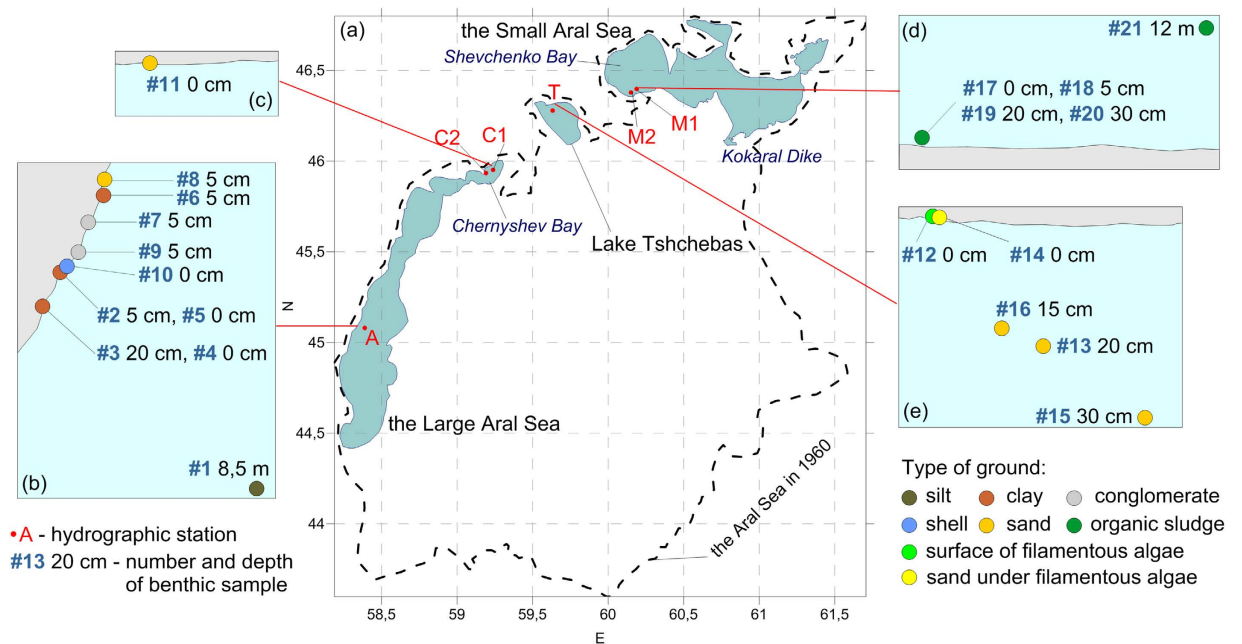 (a)
the Small Aral Sea
Shevchenko Bay
T
M2
M1
C2
C1
Kokaral Dike
Chernyshev Bay
Lake Tshchebas
A
the Large Aral Sea
the Aral Sea in 1960
46,5
46
45,5
45
44,5
44
N
58,5
59
59,5
60
60,5
61
61,5
E
#11 0 cm
(c)
#8 5 cm
#6 5 cm
#7 5 cm
#9 5 cm
#10 0 cm
#2 5 cm, #5 0 cm
#3 20 cm, #4 0 cm
#1 8,5 m
(b)
A - hydrographic station
#13 20 cm - number and depth
of benthic sample
(d)
#21 12 m
#17 0 cm, #18 5 cm
#19 20 cm, #20 30 cm
#12 0 cm
#14 0 cm
#16 15 cm
#13 20 cm
#15 30 cm
(e)
Type of ground:
silt clay conglomerate
shell sand organic sludge
surface of filamentous algae
sand under filamentous algae